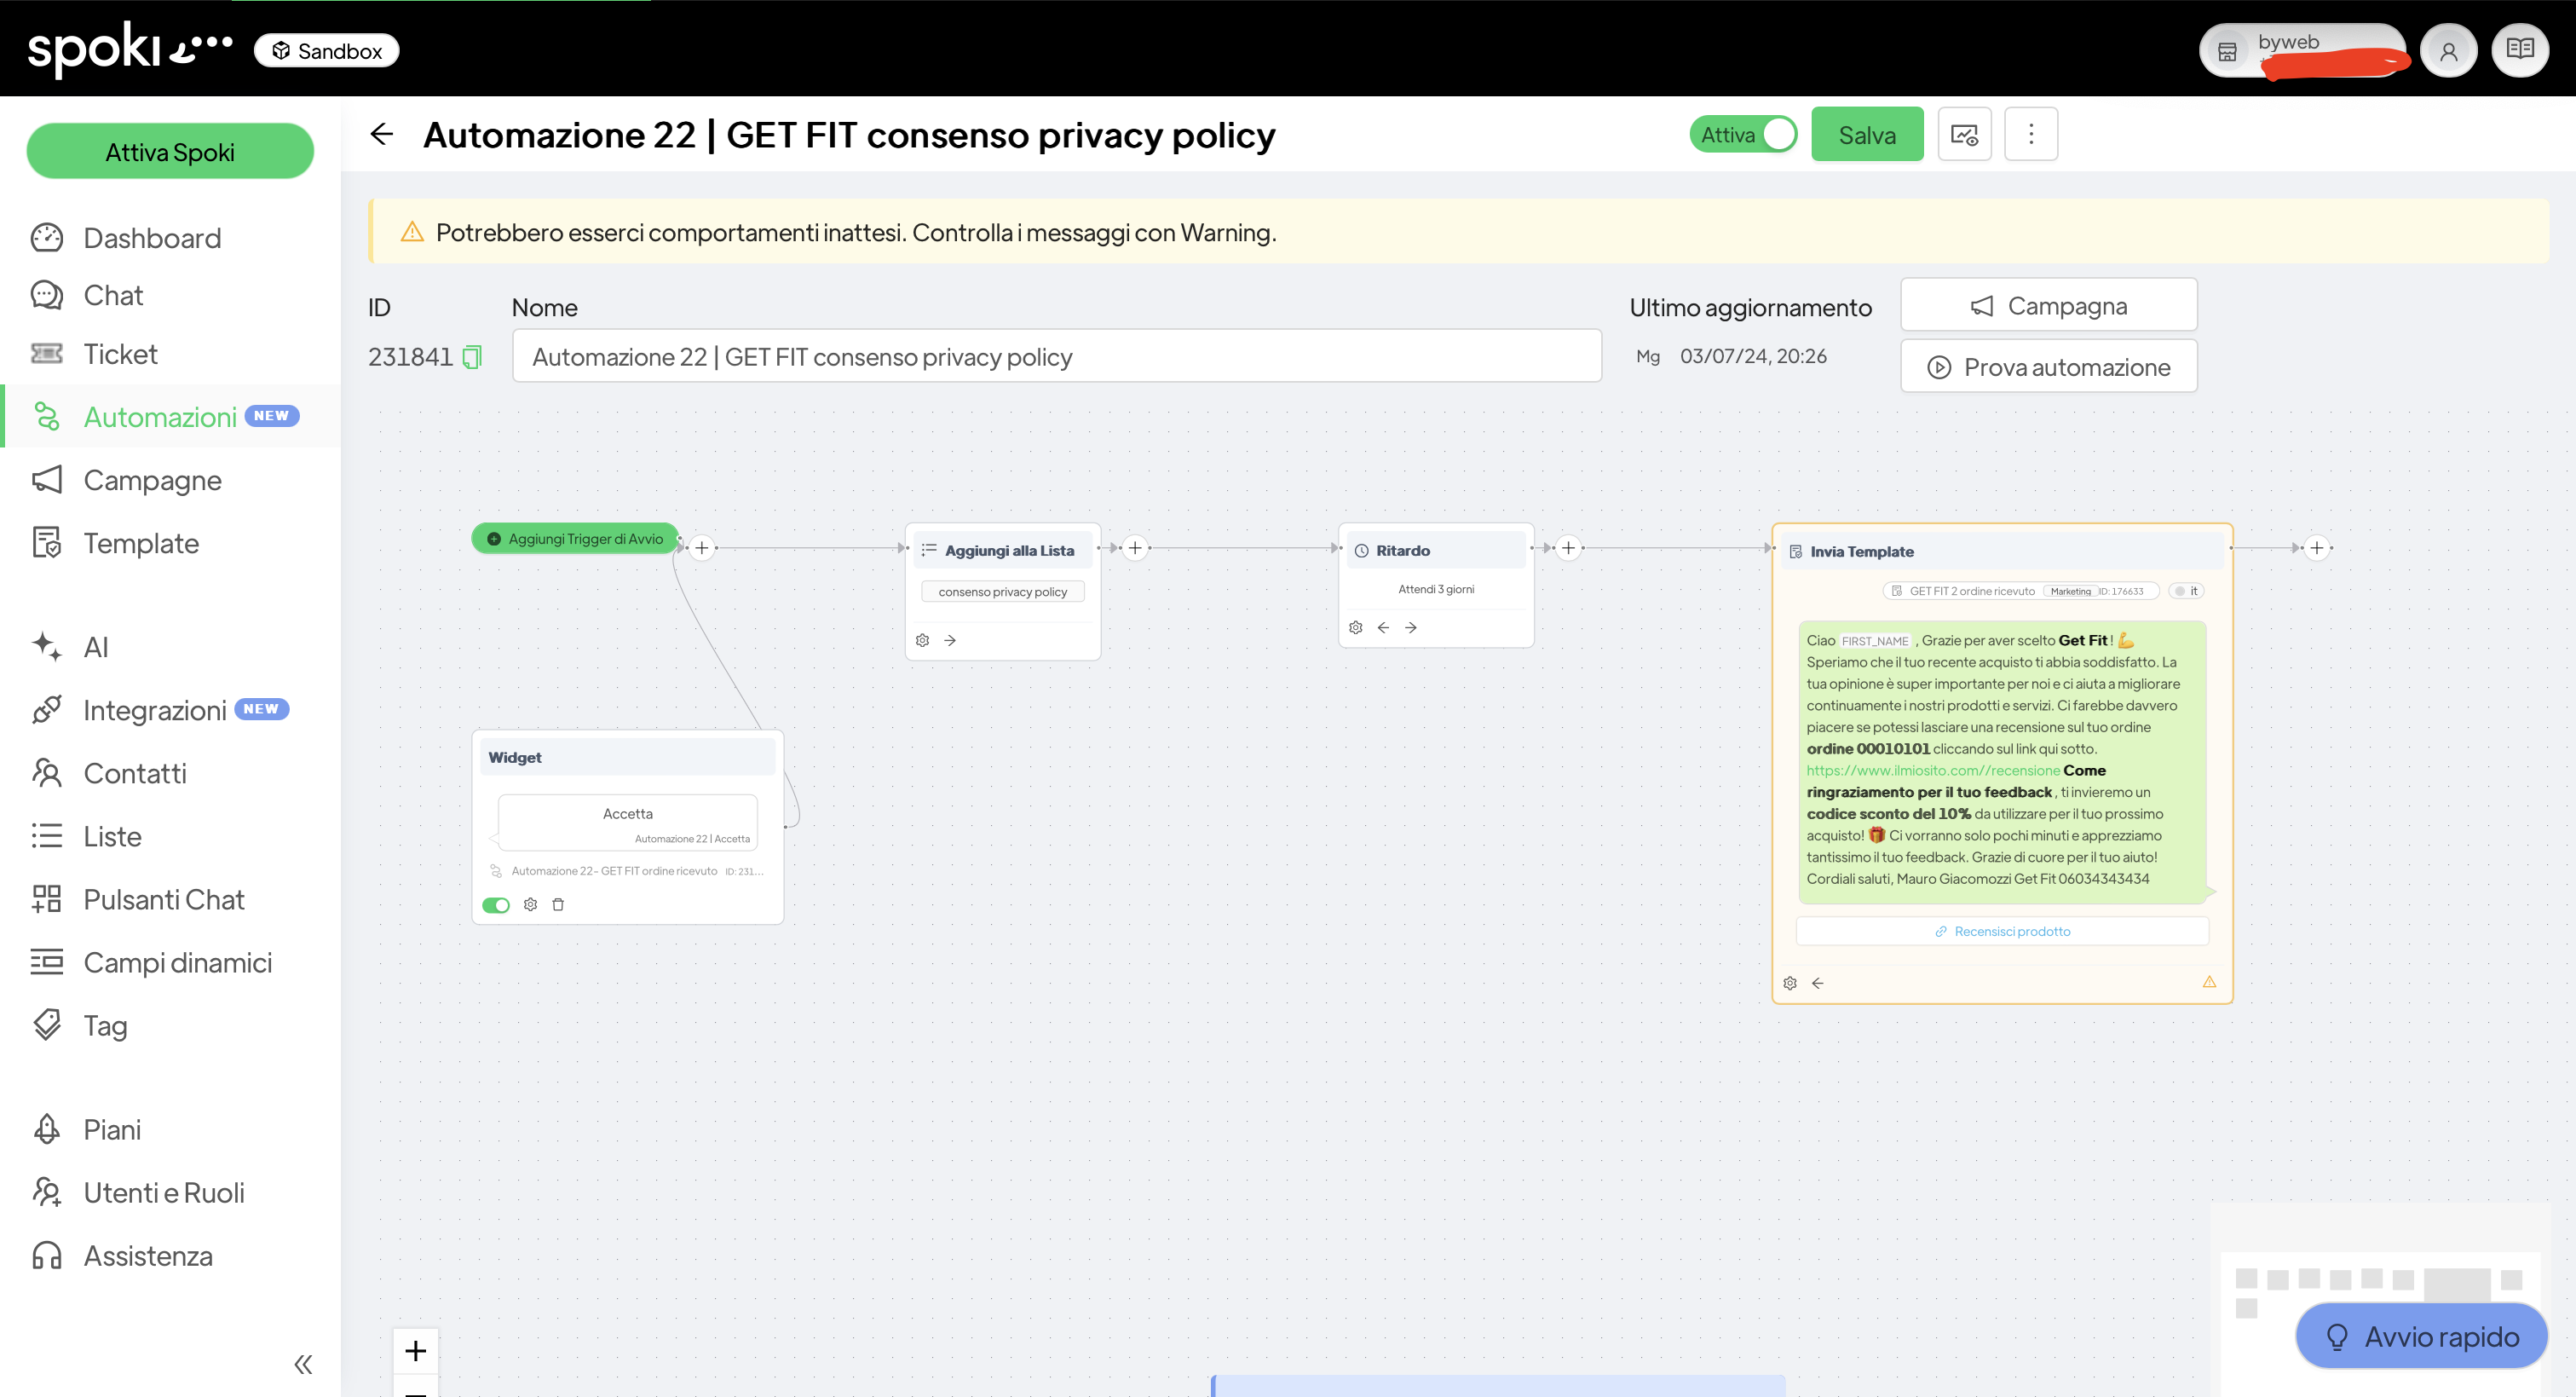 spoki
Sandbox
byweb
Attiva Spoki
Dashboard
Chat
Ticket
Automazioni NEW
Campagne
Template
AI
Integrazioni NEW
Contatti
Liste
Pulsanti Chat
Campi dinamici
Tag
Piani
Utenti e Ruoli
Assistenza
Automazione 22 | GET FIT consenso privacy policy
Attiva
Salva
Potrebbero esserci comportamenti inattesi. Controlla i messaggi con Warning.
ID
231841
Nome
Automazione 22 | GET FIT consenso privacy policy
Ultimo aggiornamento
Mg 03/07/24, 20:26
Campagna
Prova automazione
Aggiungi Trigger di Avvio
Widget
Accetta
Automazione 22 | Accetta
Automazione 22- GET FIT ordine ricevuto ID: 231...
Aggiungi alla Lista
consenso privacy policy
Ritardo
Attendi 3 giorni
Invia Template
GET FIT 2 ordine ricevuto Marketing ID: 176633 it
Ciao FIRST_NAME , Grazie per aver scelto Get Fit ! 💪
Speriamo che il tuo recente acquisto ti abbia soddisfatto. La
tua opinione è super importante per noi e ci aiuta a migliorare
continuamente i nostri prodotti e servizi. Ci farebbe davvero
piacere se potessi lasciare una recensione sul tuo ordine
ordine 00010101 cliccando sul link qui sotto.
https://www.ilmiosito.com//recensione Come
ringraziamento per il tuo feedback , ti invieremo un
codice sconto del 10% da utilizzare per il tuo prossimo
acquisto! 🎁 Ci vorranno solo pochi minuti e apprezziamo
tantissimo il tuo feedback. Grazie di cuore per il tuo aiuto!
Cordiali saluti, Mauro Giacomozzi Get Fit 06034343434
Recensisci prodotto
Avvio rapido